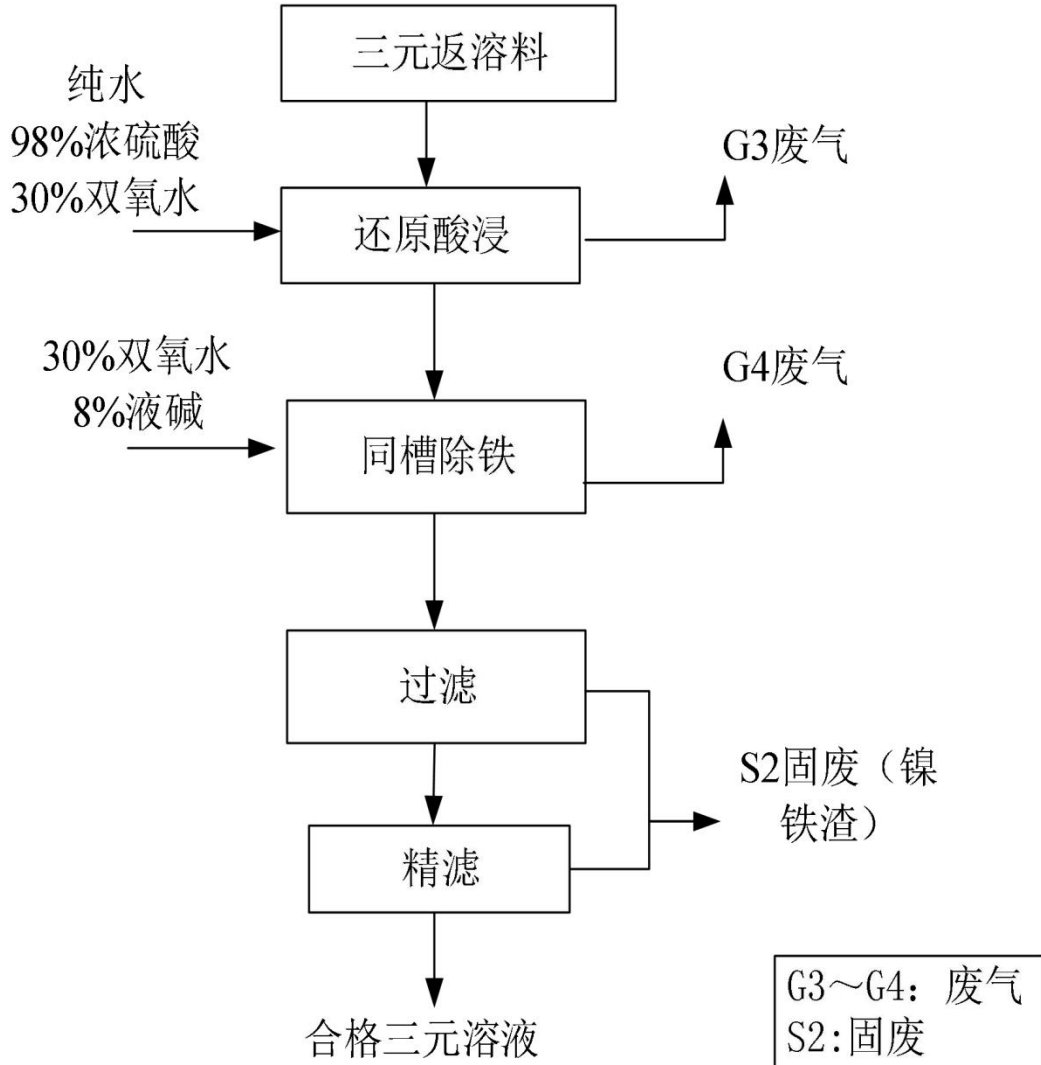 三元返溶料
纯水
98%浓硫酸
30%双氧水
G3废气
还原酸浸
30%双氧水
8%液碱
G4废气
同槽除铁
过滤
S2固废（镍
铁渣）
精滤
合格三元溶液
G3～G4：废气
S2:固废